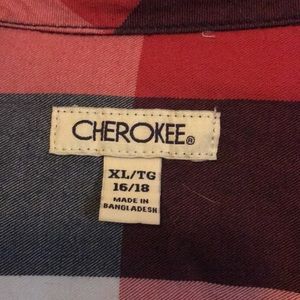 CHEROKEE®
XL/TG
16/18
MADE IN
BANGLADESH